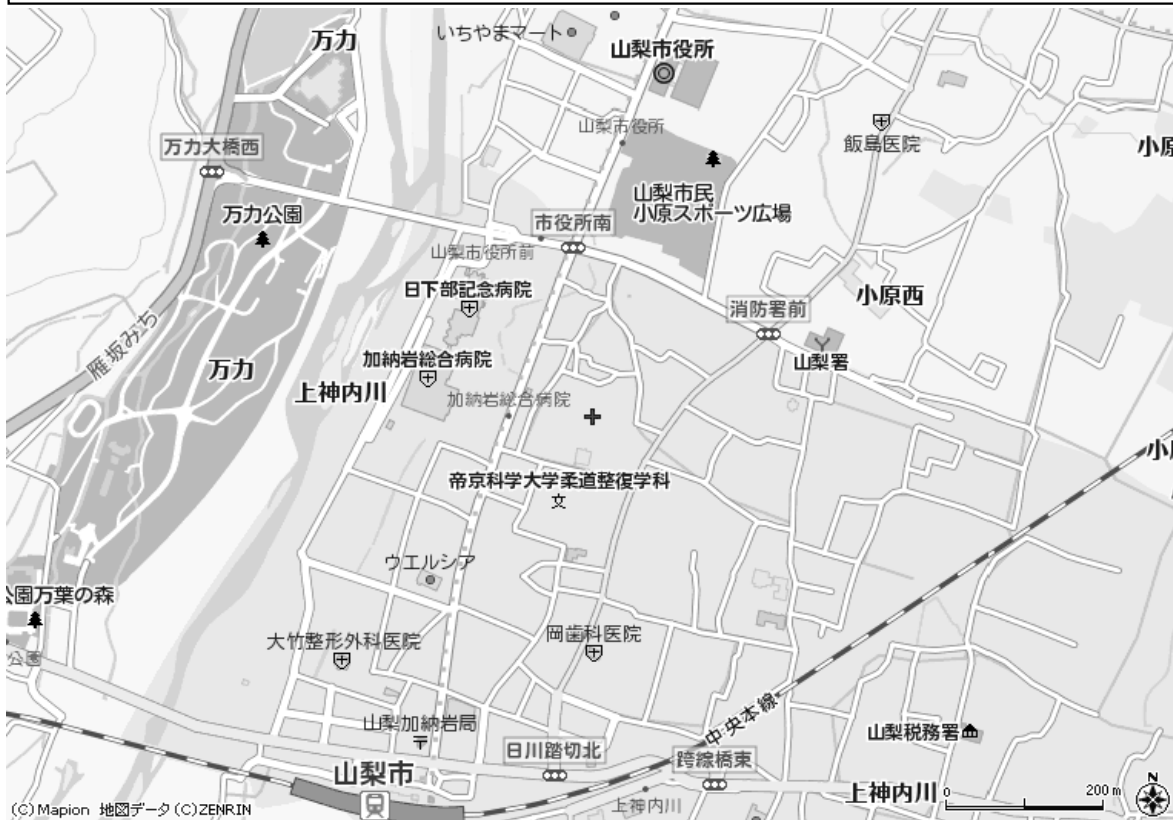 万力
いちやまマート
山梨市役所
山梨市役所
万力大橋西
飯島医院
小原
山梨市民
小原スポーツ広場
万力公園
市役所南
山梨市役所前
日下部記念病院
小原西
消防署前
雁坂みち
加納岩総合病院
山梨署
万力
上神内川
加納岩総合病院
小原
帝京科学大学柔道整復学科
文
ウエルシア
公園万葉の森
大竹整形外科医院
岡歯科医院
公園
山梨加納岩局
中央本線
山梨税務署
日川踏切北
跨線橋東
山梨市
上神内川
上神内川
0 200m
N
(C)Mapion 地図データ(C)ZENRIN